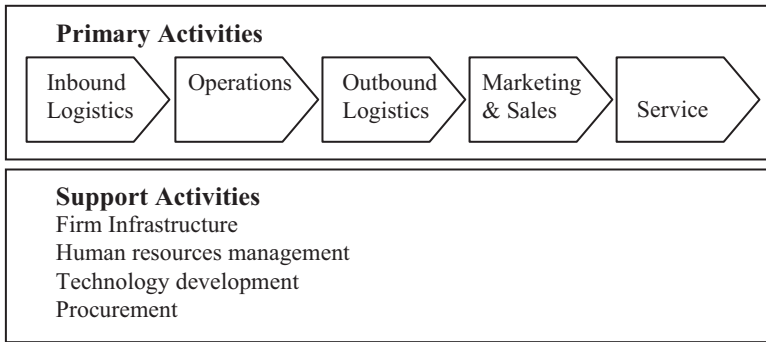 Primary Activities
Inbound
Logistics
Operations
Outbound
Logistics
Marketing
& Sales
Service
Support Activities
Firm Infrastructure
Human resources management
Technology development
Procurement